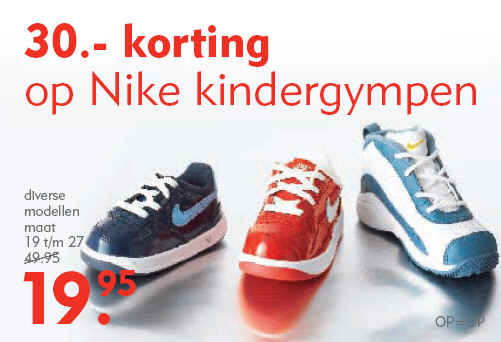 30.- korting
op Nike kindergympen
diverse
modellen
maat
19 t/m 27
49.95
19.95
OP=OP